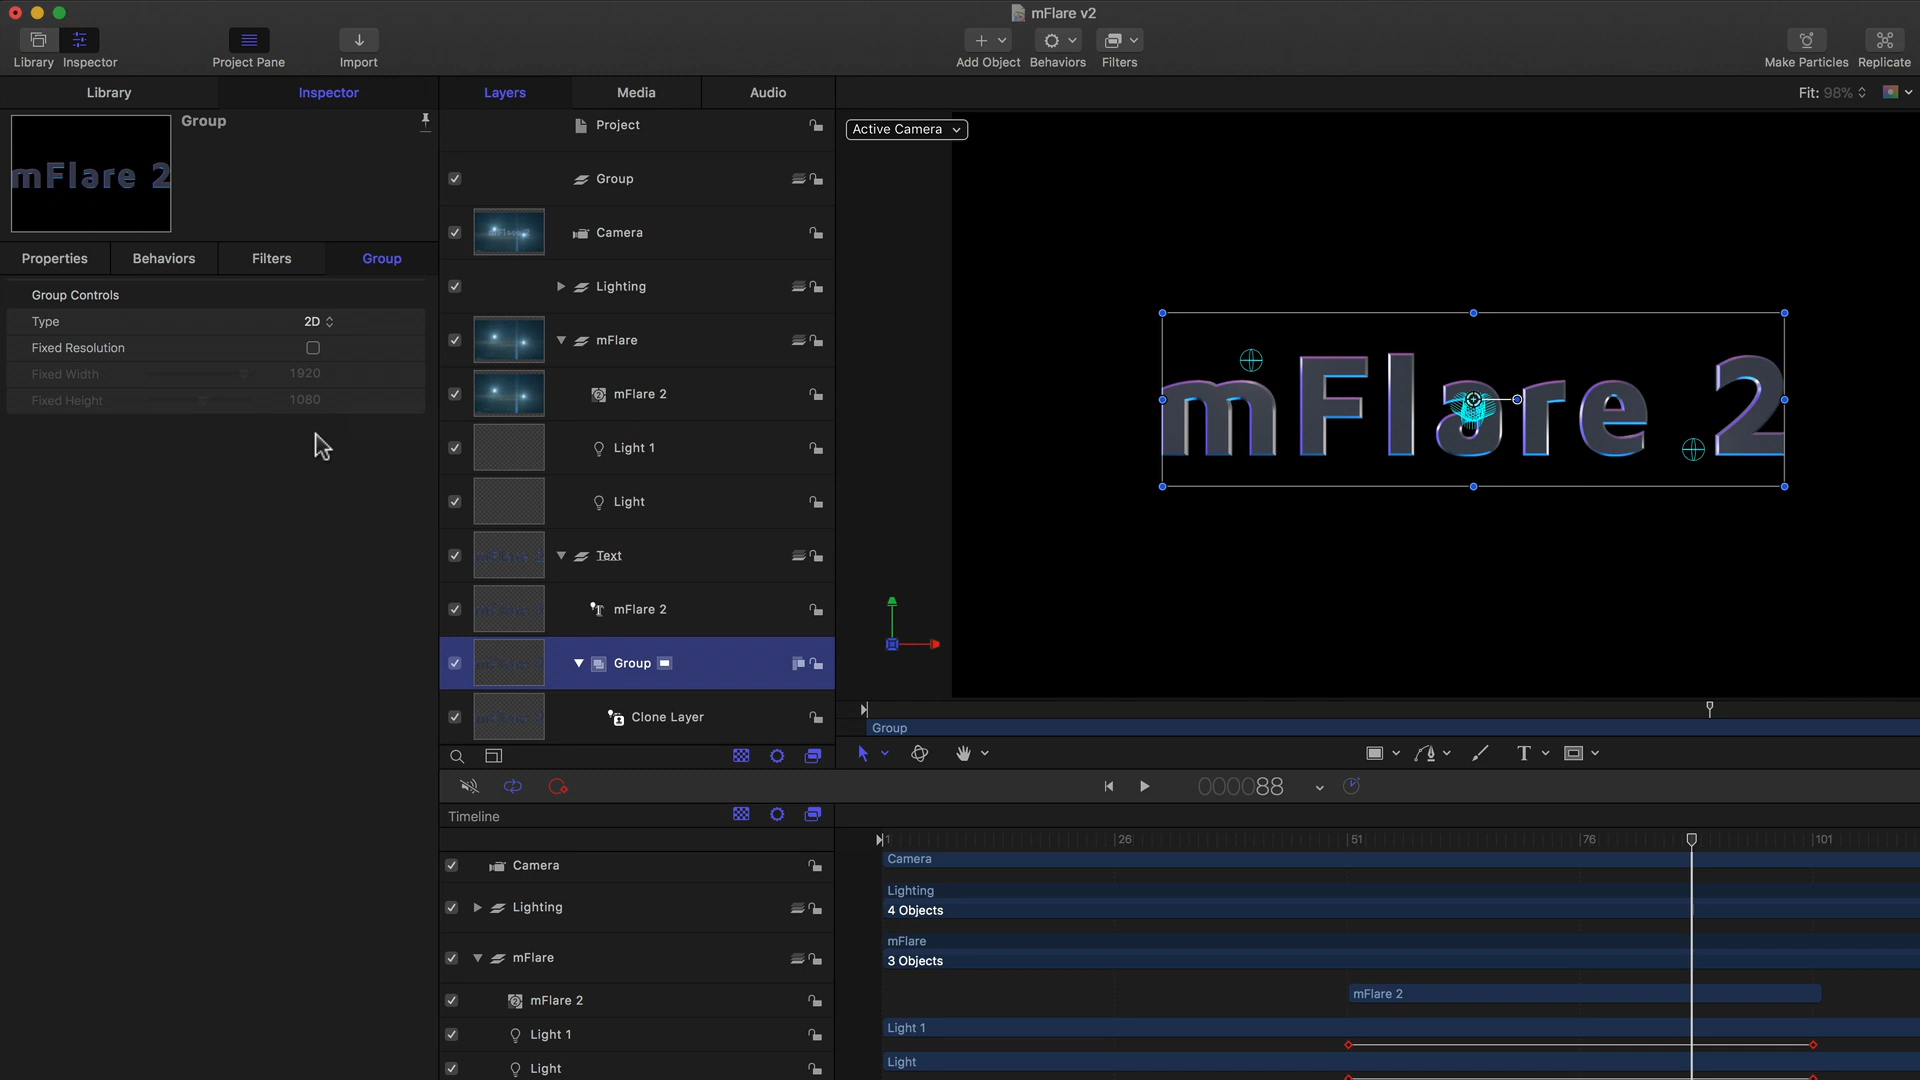 mFlare v2
Library
Inspector
Project Pane
Import
Add Object
Behaviors
Filters
Make Particles
Replicate
Library
Inspector
Layers
Media
Audio
Fit: 98%
Group
mFlare 2
Properties
Behaviors
Filters
Group
Group Controls
Type
2D
Fixed Resolution
Fixed Width
1920
Fixed Height
1080
Project
Group
Camera
Lighting
mFlare
mFlare 2
Light 1
Light
Text
mFlare 2
Group
Clone Layer
Active Camera
mFlare 2
Group
T
000088
Timeline
1
26
51
76
101
Camera
Lighting
mFlare
mFlare 2
Light 1
Light
Camera
Lighting
4 Objects
mFlare
3 Objects
mFlare 2
Light 1
Light